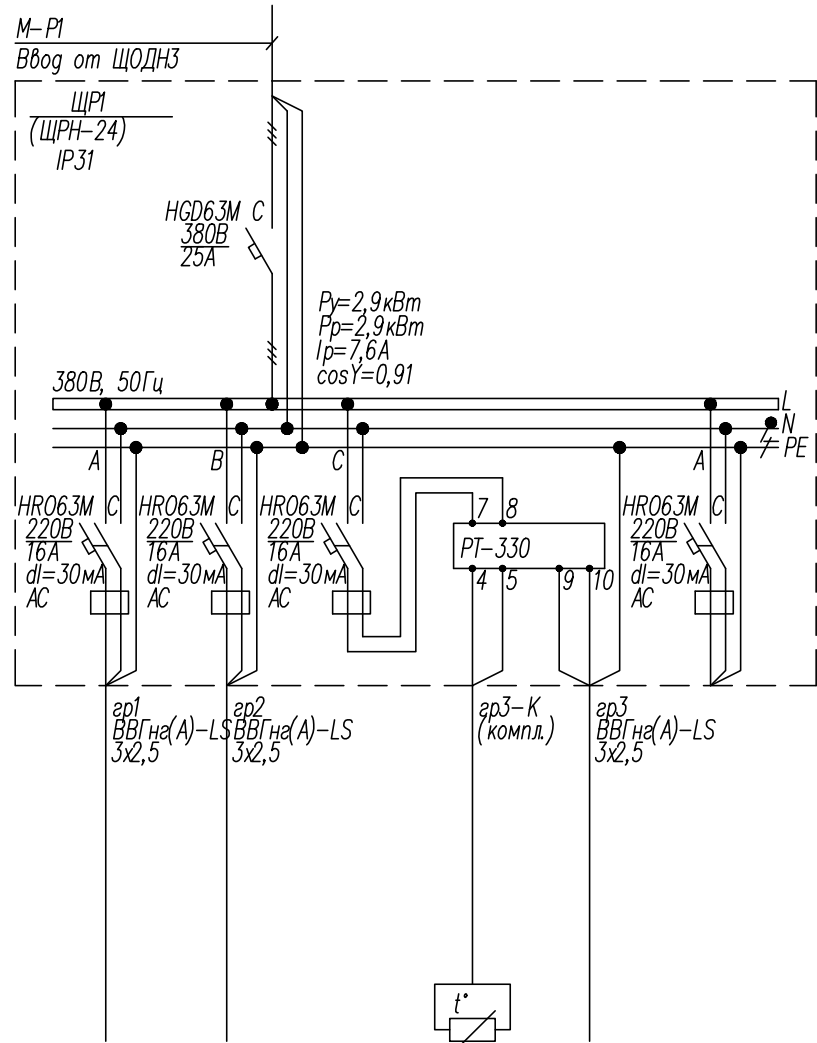 М-Р1
Ввод от ЩОДН3
ЩР1
(ЩРН-24)
IP31
HGD63M C
380В
25А
Ру=2,9кВт
Рр=2,9кВт
Iр=7,6А
cosY=0,91
380В, 50Гц
L
N
PE
A
B
C
A
HRO63M C
220В
16А
dI=30мА
AC
HRO63M C
220В
16А
dI=30мА
AC
HRO63M C
220В
16А
dI=30мА
AC
7 8
РТ-330
4 5 9 10
HRO63M C
220В
16А
dI=30мА
AC
гр1
ВВГнг(А)-LS
3х2,5
гр2
ВВГнг(А)-LS
3х2,5
гр3-К
(компл.)
гр3
ВВГнг(А)-LS
3х2,5
t°